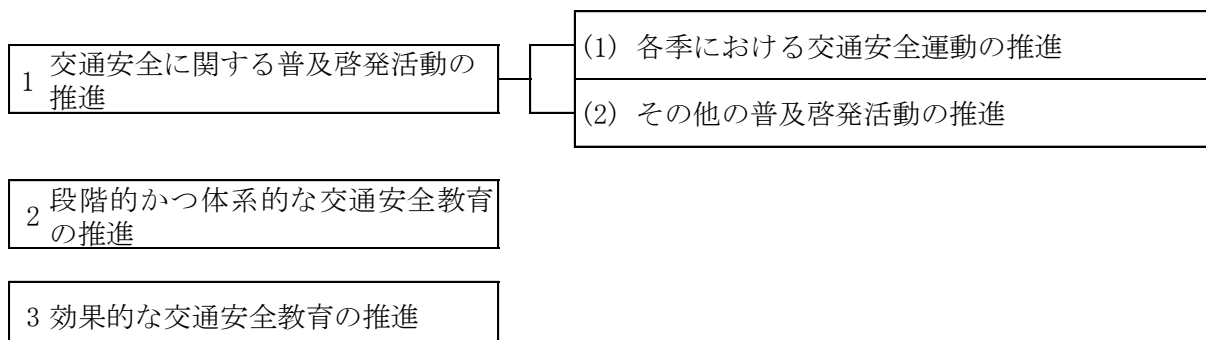 1 交通安全に関する普及啓発活動の
推進
(1) 各季における交通安全運動の推進
(2) その他の普及啓発活動の推進
2 段階的かつ体系的な交通安全教育
の推進
3 効果的な交通安全教育の推進